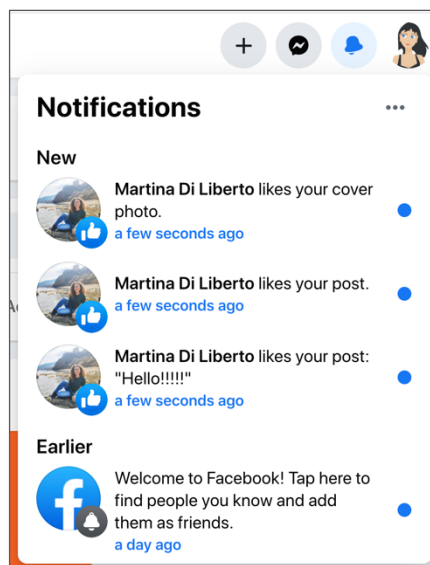 Notifications
New
Martina Di Liberto likes your cover
photo.
a few seconds ago
Martina Di Liberto likes your post.
a few seconds ago
Martina Di Liberto likes your post:
"Hello!!!!!"
a few seconds ago
Earlier
Welcome to Facebook! Tap here to
find people you know and add
them as friends.
a day ago